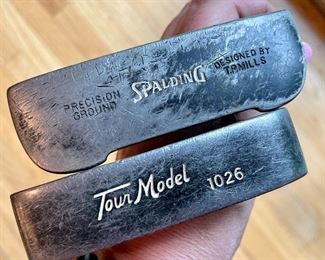 PRECISION
GROUND
SPALDING
DESIGNED BY
T.P. MILLS
Tour Model
1026